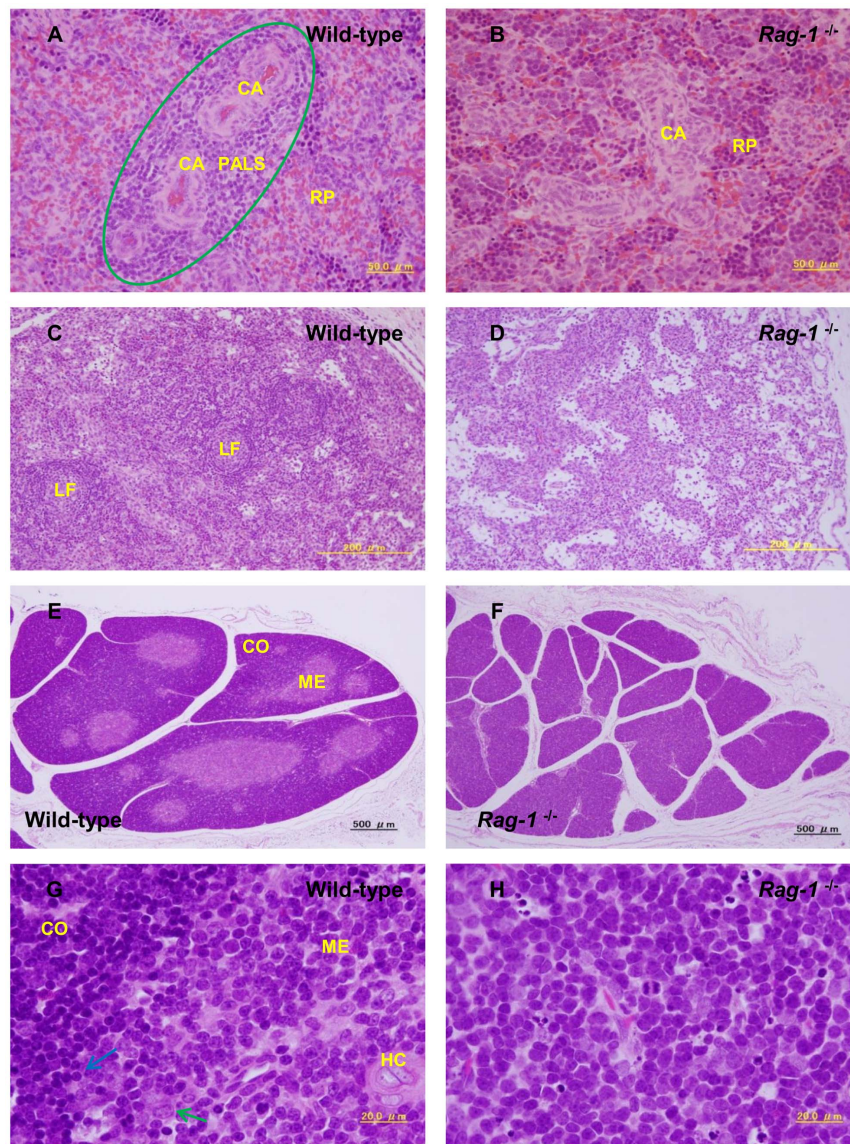 A Wild-type
CA
CA PALS
RP
50.0 μm
B Rag-1 -/-
CA RP
50.0 μm
C Wild-type
LF
LF
200 μm
D Rag-1 -/-
200 μm
E
CO
ME
Wild-type
500 μm
F
Rag-1 -/-
500 μm
G Wild-type
CO
ME
HC
20.0 μm
H Rag-1 -/-
20.0 μm